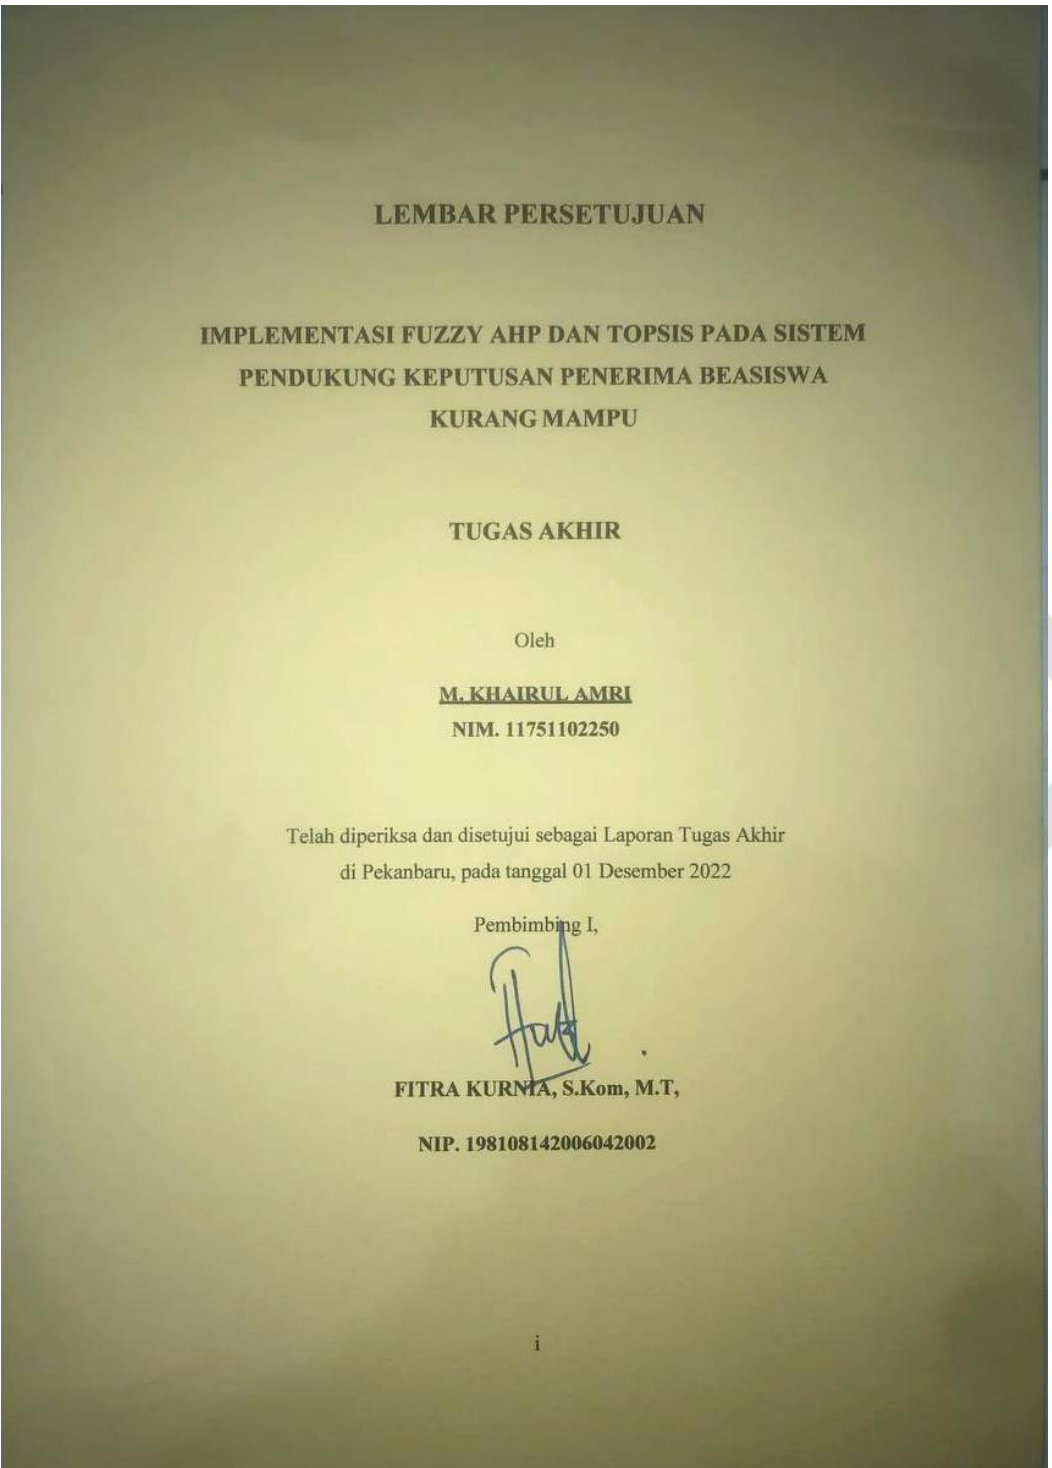 LEMBAR PERSETUJUAN
IMPLEMENTASI FUZZY AHP DAN TOPSIS PADA SISTEM
PENDUKUNG KEPUTUSAN PENERIMA BEASISWA
KURANG MAMPU
TUGAS AKHIR
Oleh
M. KHAIRUL AMRI
NIM. 11751102250
Telah diperiksa dan disetujui sebagai Laporan Tugas Akhir
di Pekanbaru, pada tanggal 01 Desember 2022
Pembimbing I,
FITRA KURNIA, S.Kom, M.T,
NIP. 198108142006042002
i